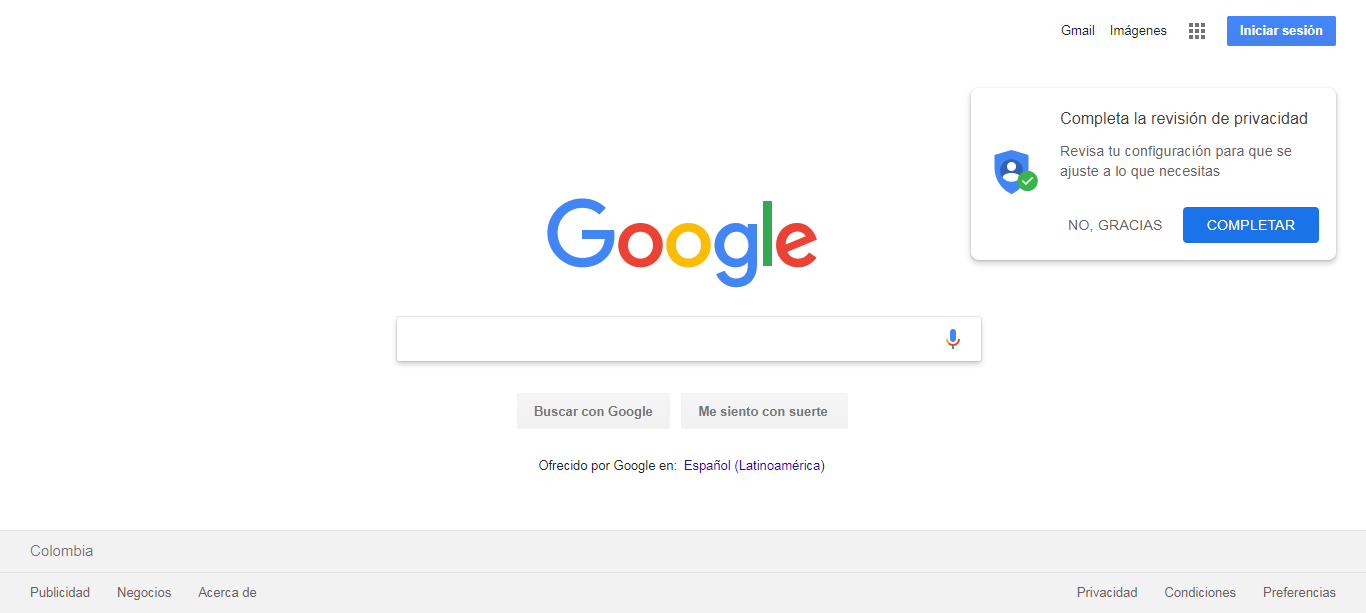 Gmail Imágenes Iniciar sesión
Completa la revisión de privacidad
Revisa tu configuración para que se
ajuste a lo que necesitas
NO, GRACIAS COMPLETAR
Google
Buscar con Google Me siento con suerte
Ofrecido por Google en: Español (Latinoamérica)
Colombia
Publicidad Negocios Acerca de Privacidad Condiciones Preferencias